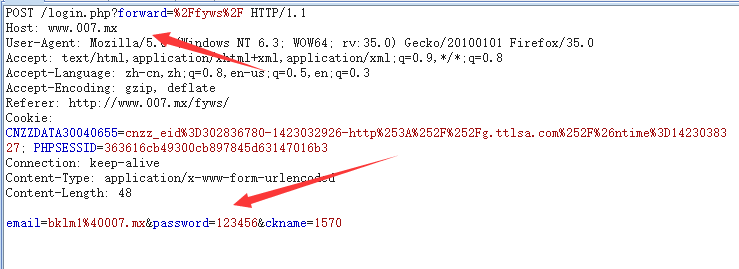 POST /login.php?forward=%2Ffyws%2F HTTP/1.1
Host: www.007.mx
User-Agent: Mozilla/5.0 (Windows NT 6.3; WOW64; rv:35.0) Gecko/20100101 Firefox/35.0
Accept: text/html,application/xhtml+xml,application/xml;q=0.9,*/*;q=0.8
Accept-Language: zh-cn,zh;q=0.8,en-us;q=0.5,en;q=0.3
Accept-Encoding: gzip, deflate
Referer: http://www.007.mx/fyws/
Cookie:
CNZZDATA30040655=cnzz_eid%3D302836780-1423032926-http%253A%252F%252Fg.ttlsa.com%252F%26ntime%3D14230383
27; PHPSESSID=363616cb49300cb897845d63147016b3
Connection: keep-alive
Content-Type: application/x-www-form-urlencoded
Content-Length: 48

email=bklm1%40007.mx&password=123456&ckname=1570